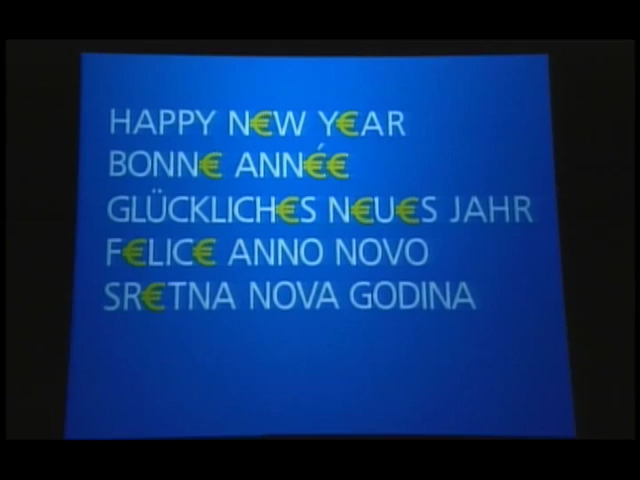 HAPPY N€W Y€AR
BONN€ ANN€́€
GLÜCKLICH€S N€U€S JAHR
F€LIC€ ANNO NOVO
SR€TNA NOVA GODINA